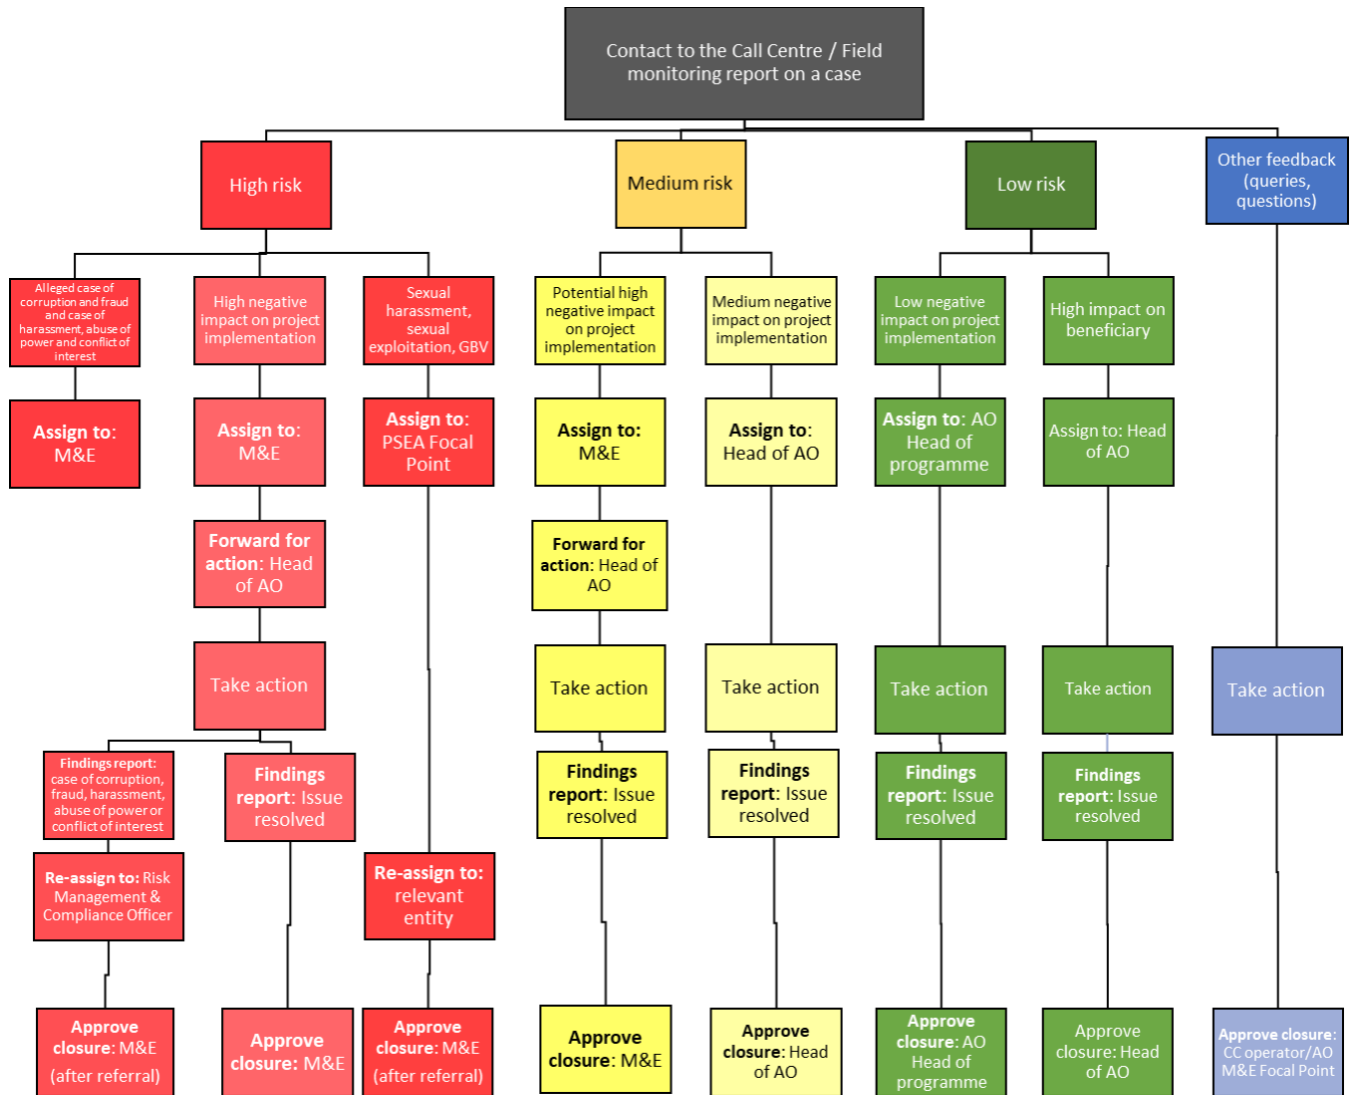 Contact to the Call Centre / Field
monitoring report on a case
High risk
Medium risk
Low risk
Other feedback
(queries,
questions)
Alleged case of
corruption and fraud
and case of
harassment, abuse of
power and conflict of
interest
High negative
impact on project
implementation
Sexual
harassment,
sexual
exploitation, GBV
Potential high
negative impact
on project
implementation
Medium negative
impact on project
implementation
Low negative
impact on project
implementation
High impact on
beneficiary
Assign to:
M&E
Assign to:
M&E
Assign to:
PSEA Focal
Point
Assign to:
M&E
Assign to:
Head of AO
Assign to: AO
Head of
programme
Assign to: Head
of AO
Forward for
action: Head
of AO
Forward for
action: Head of
AO
Take action
Take action
Take action
Take action
Take action
Take action
Findings report:
case of corruption,
fraud, harassment,
abuse of power or
conflict of interest
Findings
report: Issue
resolved
Findings
report: Issue
resolved
Findings
report: Issue
resolved
Findings
report: Issue
resolved
Findings
report: Issue
resolved
Re-assign to: Risk
Management &
Compliance Officer
Re-assign to:
relevant
entity
Approve
closure: M&E
(after referral)
Approve
closure: M&E
Approve
closure: M&E
(after referral)
Approve
closure: M&E
Approve
closure: Head
of AO
Approve
closure: AO
Head of
programme
Approve
closure: Head
of AO
Approve closure:
CC operator/AO
M&E Focal Point